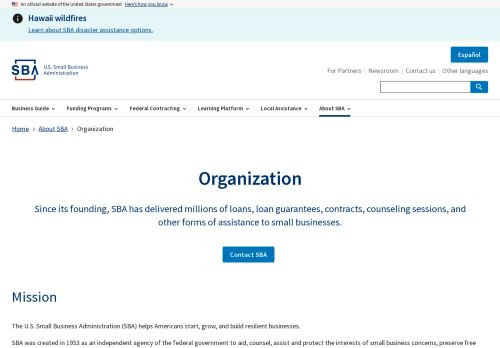 An official website of the United States government Here's how you know
Hawaii wildfires
Learn about SBA disaster assistance options.
Español
SBA U.S. Small Business
Administration
For Partners Newsroom Contact us Other languages
Search
Business Guide Funding Programs Federal Contracting Learning Platform Local Assistance About SBA
Home › About SBA › Organization
Organization
Since its founding, SBA has delivered millions of loans, loan guarantees, contracts, counseling sessions, and
other forms of assistance to small businesses.
Contact SBA
Mission
The U.S. Small Business Administration (SBA) helps Americans start, grow, and build resilient businesses.
SBA was created in 1953 as an independent agency of the federal government to aid, counsel, assist and protect the interests of small business concerns; preserve free